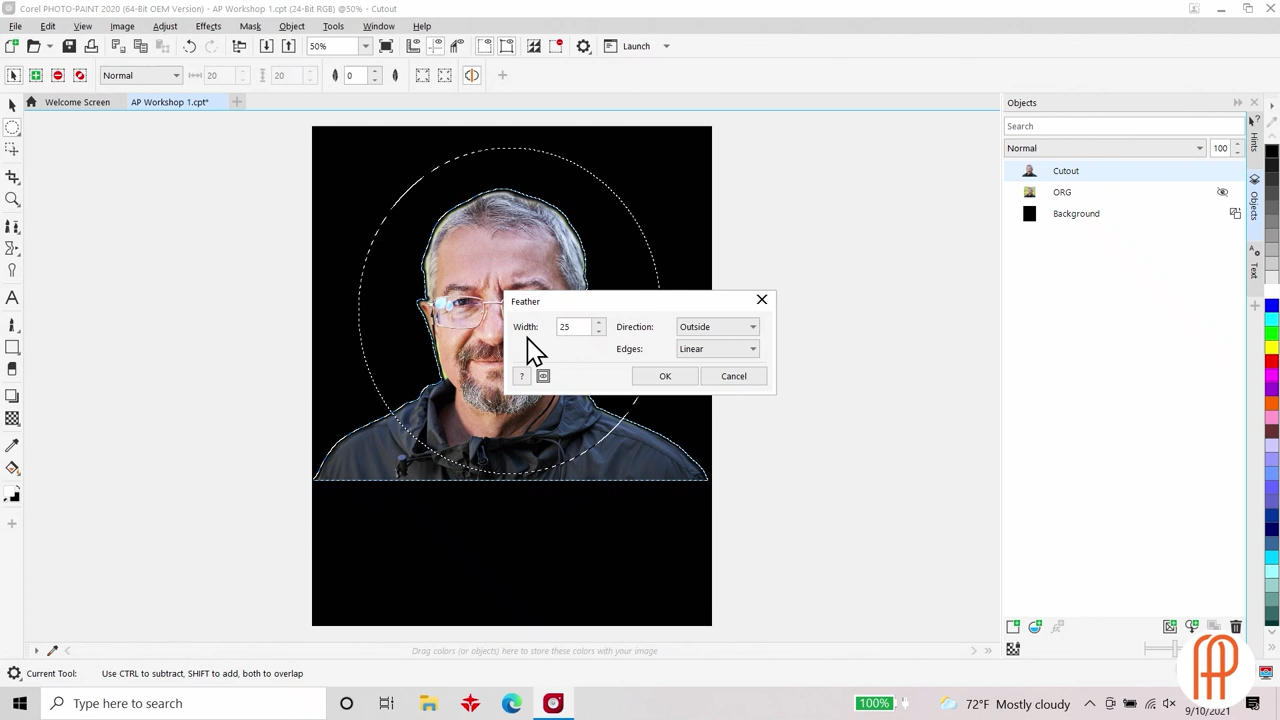 Corel PHOTO-PAINT 2020 (64-Bit OEM Version) - AP Workshop 1.cpt (24-Bit RGB) @50% - Cutout
File Edit View Image Adjust Effects Mask Object Tools Window Help
50% Launch
Normal 20 20 0
Welcome Screen AP Workshop 1.cpt*
Objects
Search
Normal 100
Cutout
ORG
Background
Hints
Objects
Text
Feather
Width: 25 Direction: Outside
Edges: Linear
? OK Cancel
Drag colors (or objects) here to store these colors with your image
Current Tool: Use CTRL to subtract, SHIFT to add, both to overlap
Type here to search
100% 72°F Mostly cloudy
9/10/2021